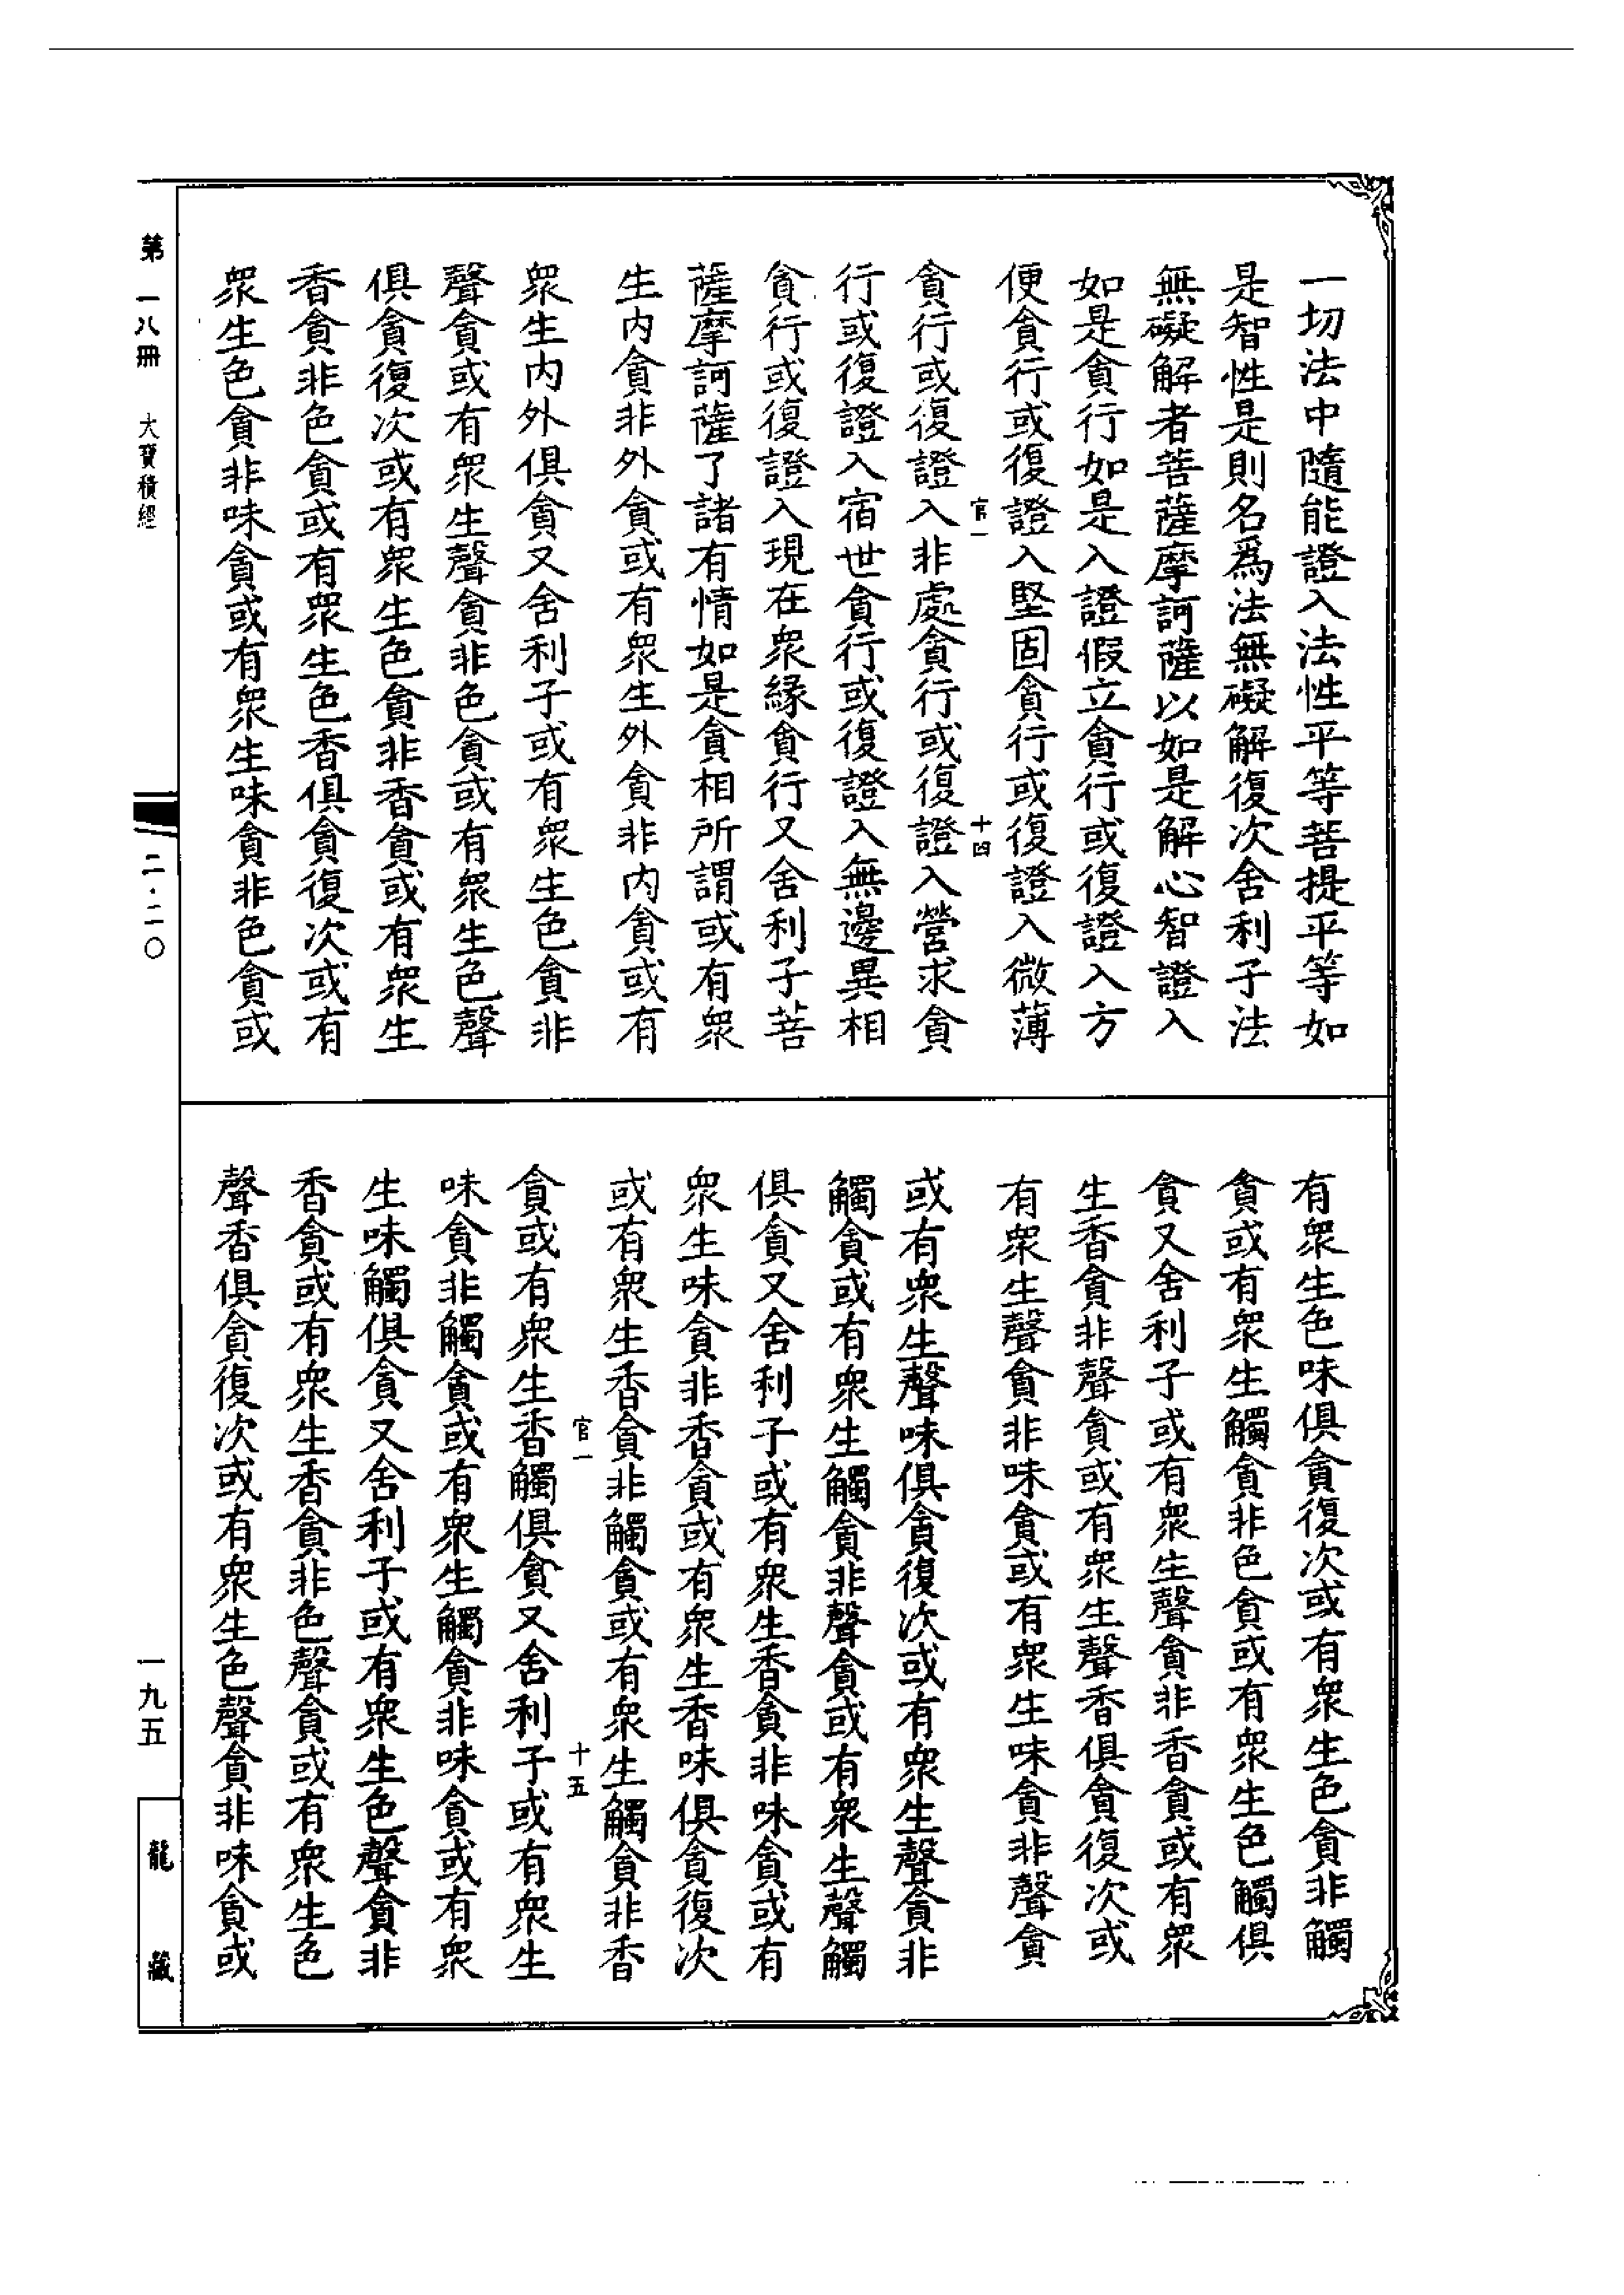 一切法中隨能證入法性平等菩提平等如
是智性是則名爲法無礙解復次舍利子法
無礙解者菩薩摩訶薩以如是解心智證入
如是貪行如是入證假立貪行或復證入方
便貪行或復證入堅固貪行或復證入微薄
官一
十四
貪行或復證入非處貪行或復證入營求貪
行或復證入宿世貪行或復證入無邊異相
貪行或復證入現在衆緣貪行又舍利子菩
薩摩訶薩了諸有情如是貪相所謂或有衆
生内貪非外貪或有衆生外貪非内貪或有
衆生内外俱貪又舍利子或有衆生色貪非
聲貪或有衆生聲貪非色貪或有衆生色聲
俱貪復次或有衆生色貪非香貪或有衆生
香貪非色貪或有衆生色香俱貪復次或有
衆生色貪非味貪或有衆生味貪非色貪或
有衆生色味俱貪復次或有衆生色貪非觸
貪或有衆生觸貪非色貪或有衆生色觸俱
貪又舍利子或有衆生聲貪非香貪或有衆
生香貪非聲貪或有衆生聲香俱貪復次或
有衆生聲貪非味貪或有衆生味貪非聲貪
或有衆生聲味俱貪復次或有衆生聲貪非
觸貪或有衆生觸貪非聲貪或有衆生聲觸
俱貪又舍利子或有衆生香貪非味貪或有
衆生味貪非香貪或有衆生香味俱貪復次
或有衆生香貪非觸貪或有衆生觸貪非香
官一
十五
貪或有衆生香觸俱貪又舍利子或有衆生
味貪非觸貪或有衆生觸貪非味貪或有衆
生味觸俱貪又舍利子或有衆生色聲貪非
香貪或有衆生香貪非色聲貪或有衆生色
聲香俱貪復次或有衆生色聲貪非味貪或
第一八冊 大寶積經
二·二〇
一九五
龍藏